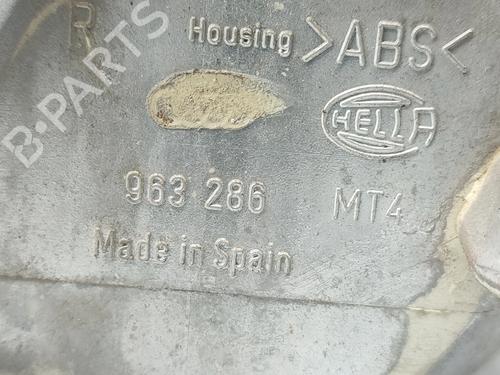 R Housing >ABS<
HELLA
963 286 MT4
Made in Spain
B-PARTS